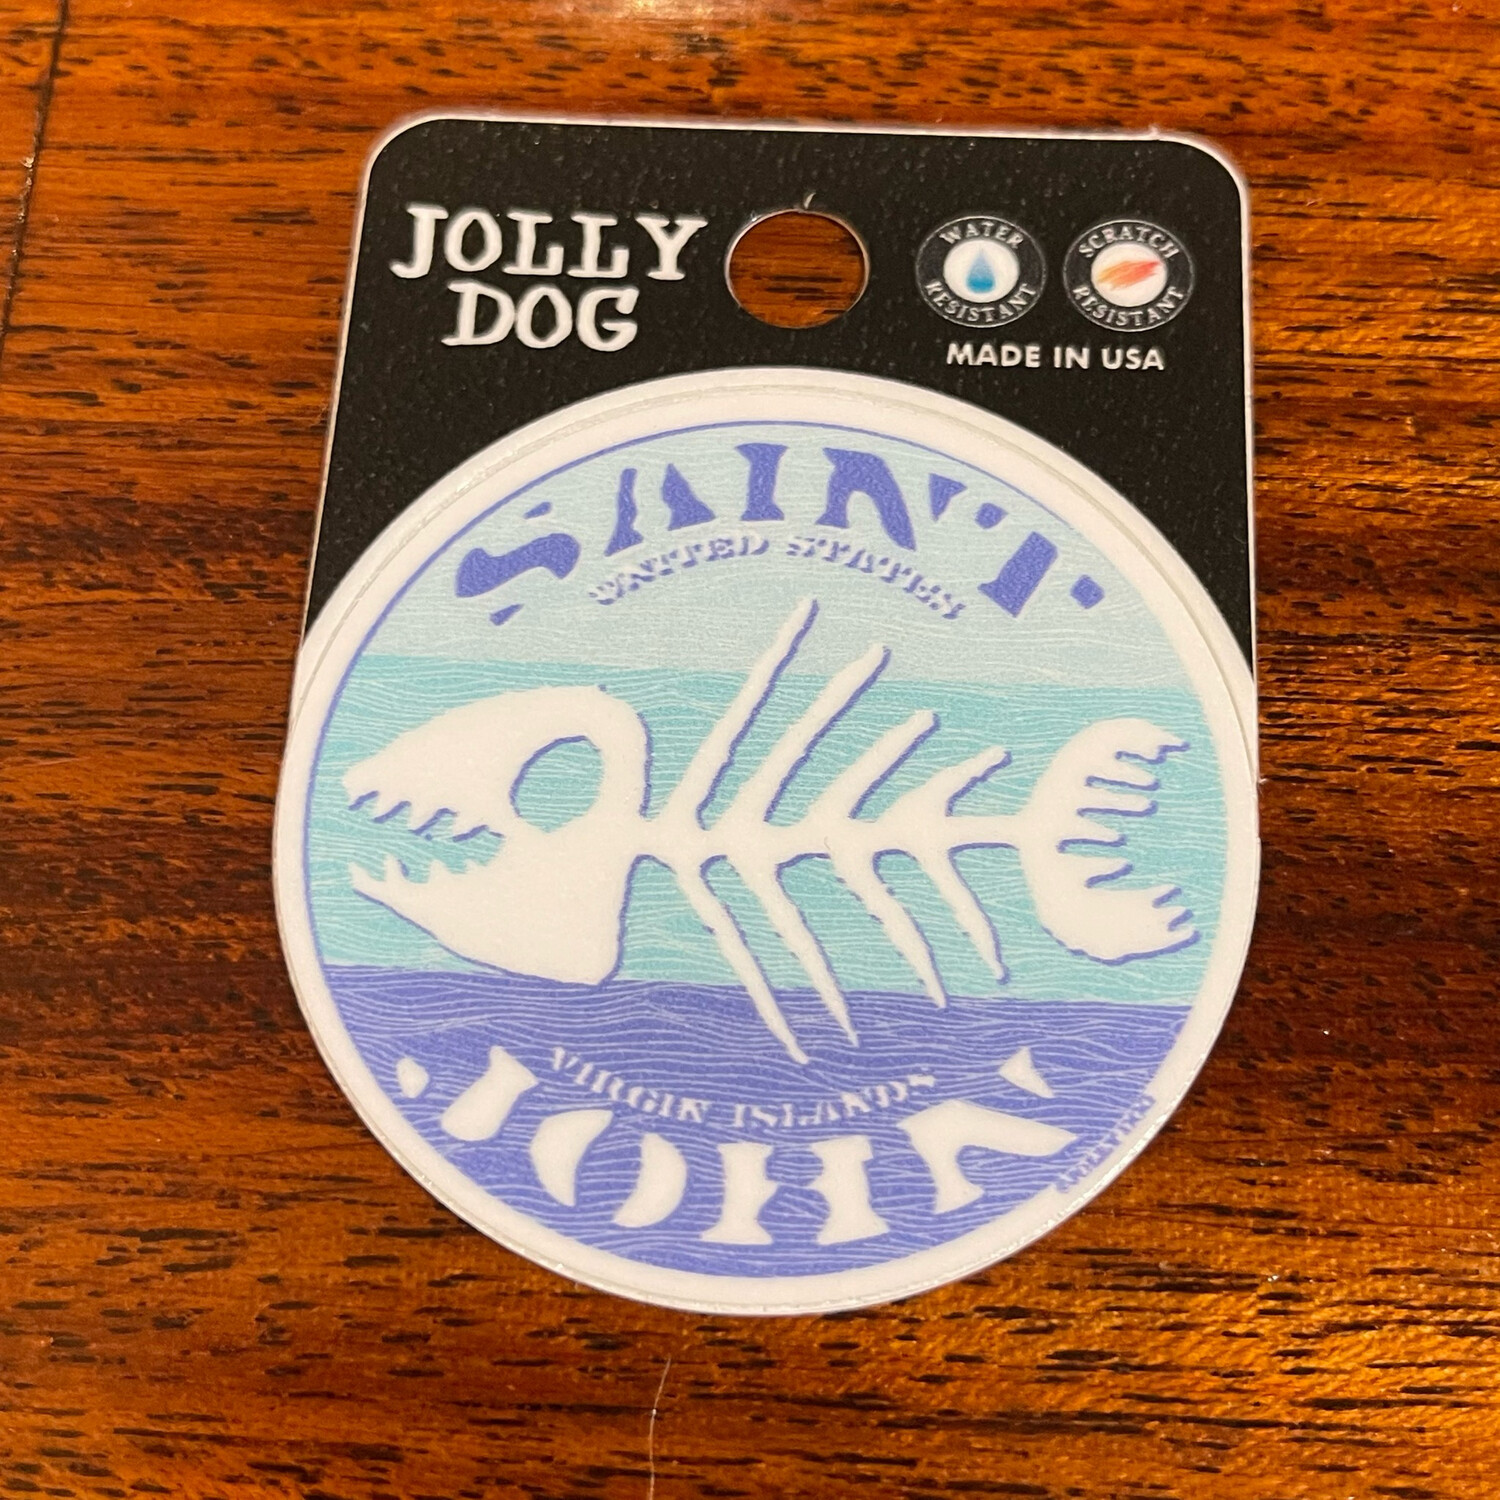 JOLLY
DOG
WATER
RESISTANT
SCRATCH
RESISTANT
MADE IN USA
SAINT
UNITED STATES
VIRGIN ISLANDS
JOHN